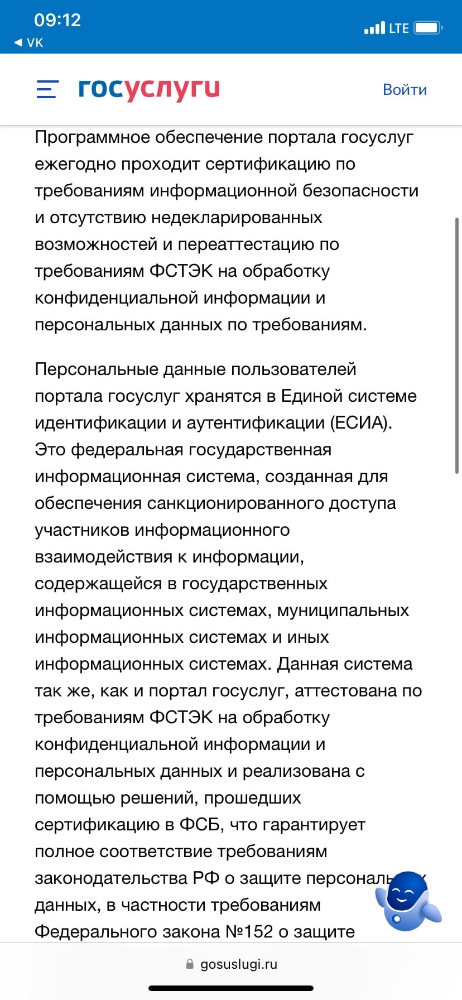 09:12
LTE
◀ VK
госуслуги
Войти
Программное обеспечение портала госуслуг
ежегодно проходит сертификацию по
требованиям информационной безопасности
и отсутствию недекларированных
возможностей и переаттестацию по
требованиям ФСТЭК на обработку
конфиденциальной информации и
персональных данных по требованиям.
Персональные данные пользователей
портала госуслуг хранятся в Единой системе
идентификации и аутентификации (ЕСИА).
Это федеральная государственная
информационная система, созданная для
обеспечения санкционированного доступа
участников информационного
взаимодействия к информации,
содержащейся в государственных
информационных системах, муниципальных
информационных системах и иных
информационных системах. Данная система
так же, как и портал госуслуг, аттестована по
требованиям ФСТЭК на обработку
конфиденциальной информации и
персональных данных и реализована с
помощью решений, прошедших
сертификацию в ФСБ, что гарантирует
полное соответствие требованиям
законодательства РФ о защите
данных, в частности требованиям
Федерального закона №152 о защите
gosuslugi.ru